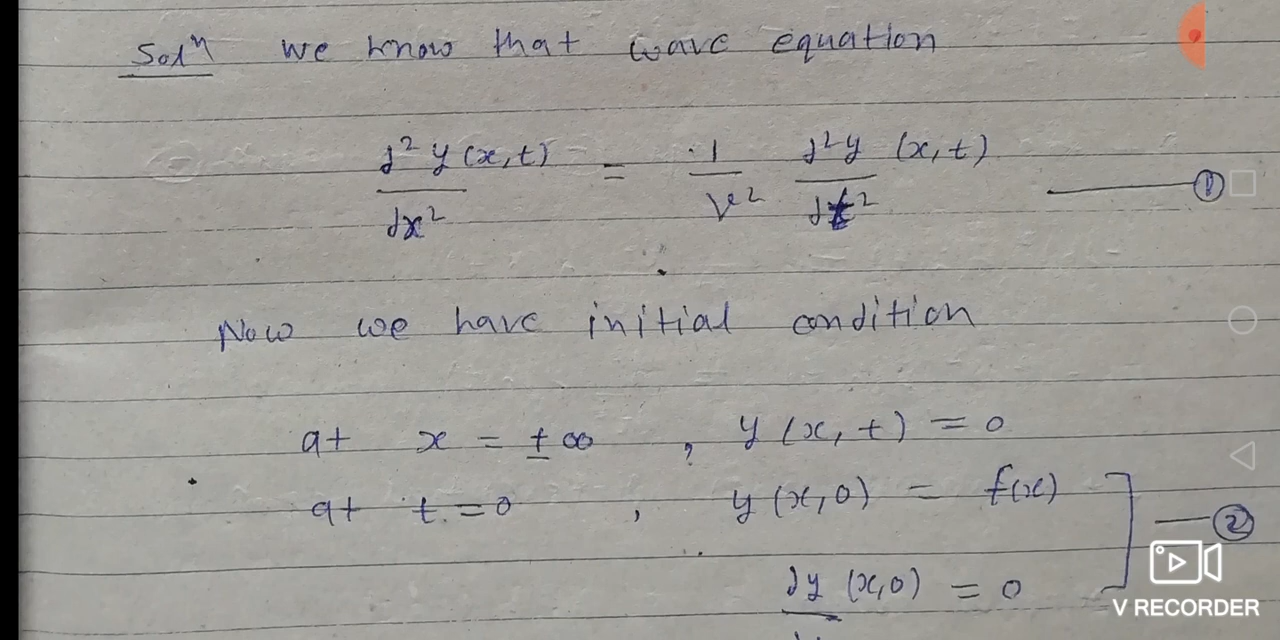 Solⁿ We know that wave equation
∂²y(x,t)/∂x² = 1/v² ∂²y/∂t² (x,t) ——— ①
Now we have initial condition
at x = ±∞ , y(x,t) = 0
at t = 0 , y(x,0) = f(x)
— ②
∂y (x,0) = 0
V RECORDER